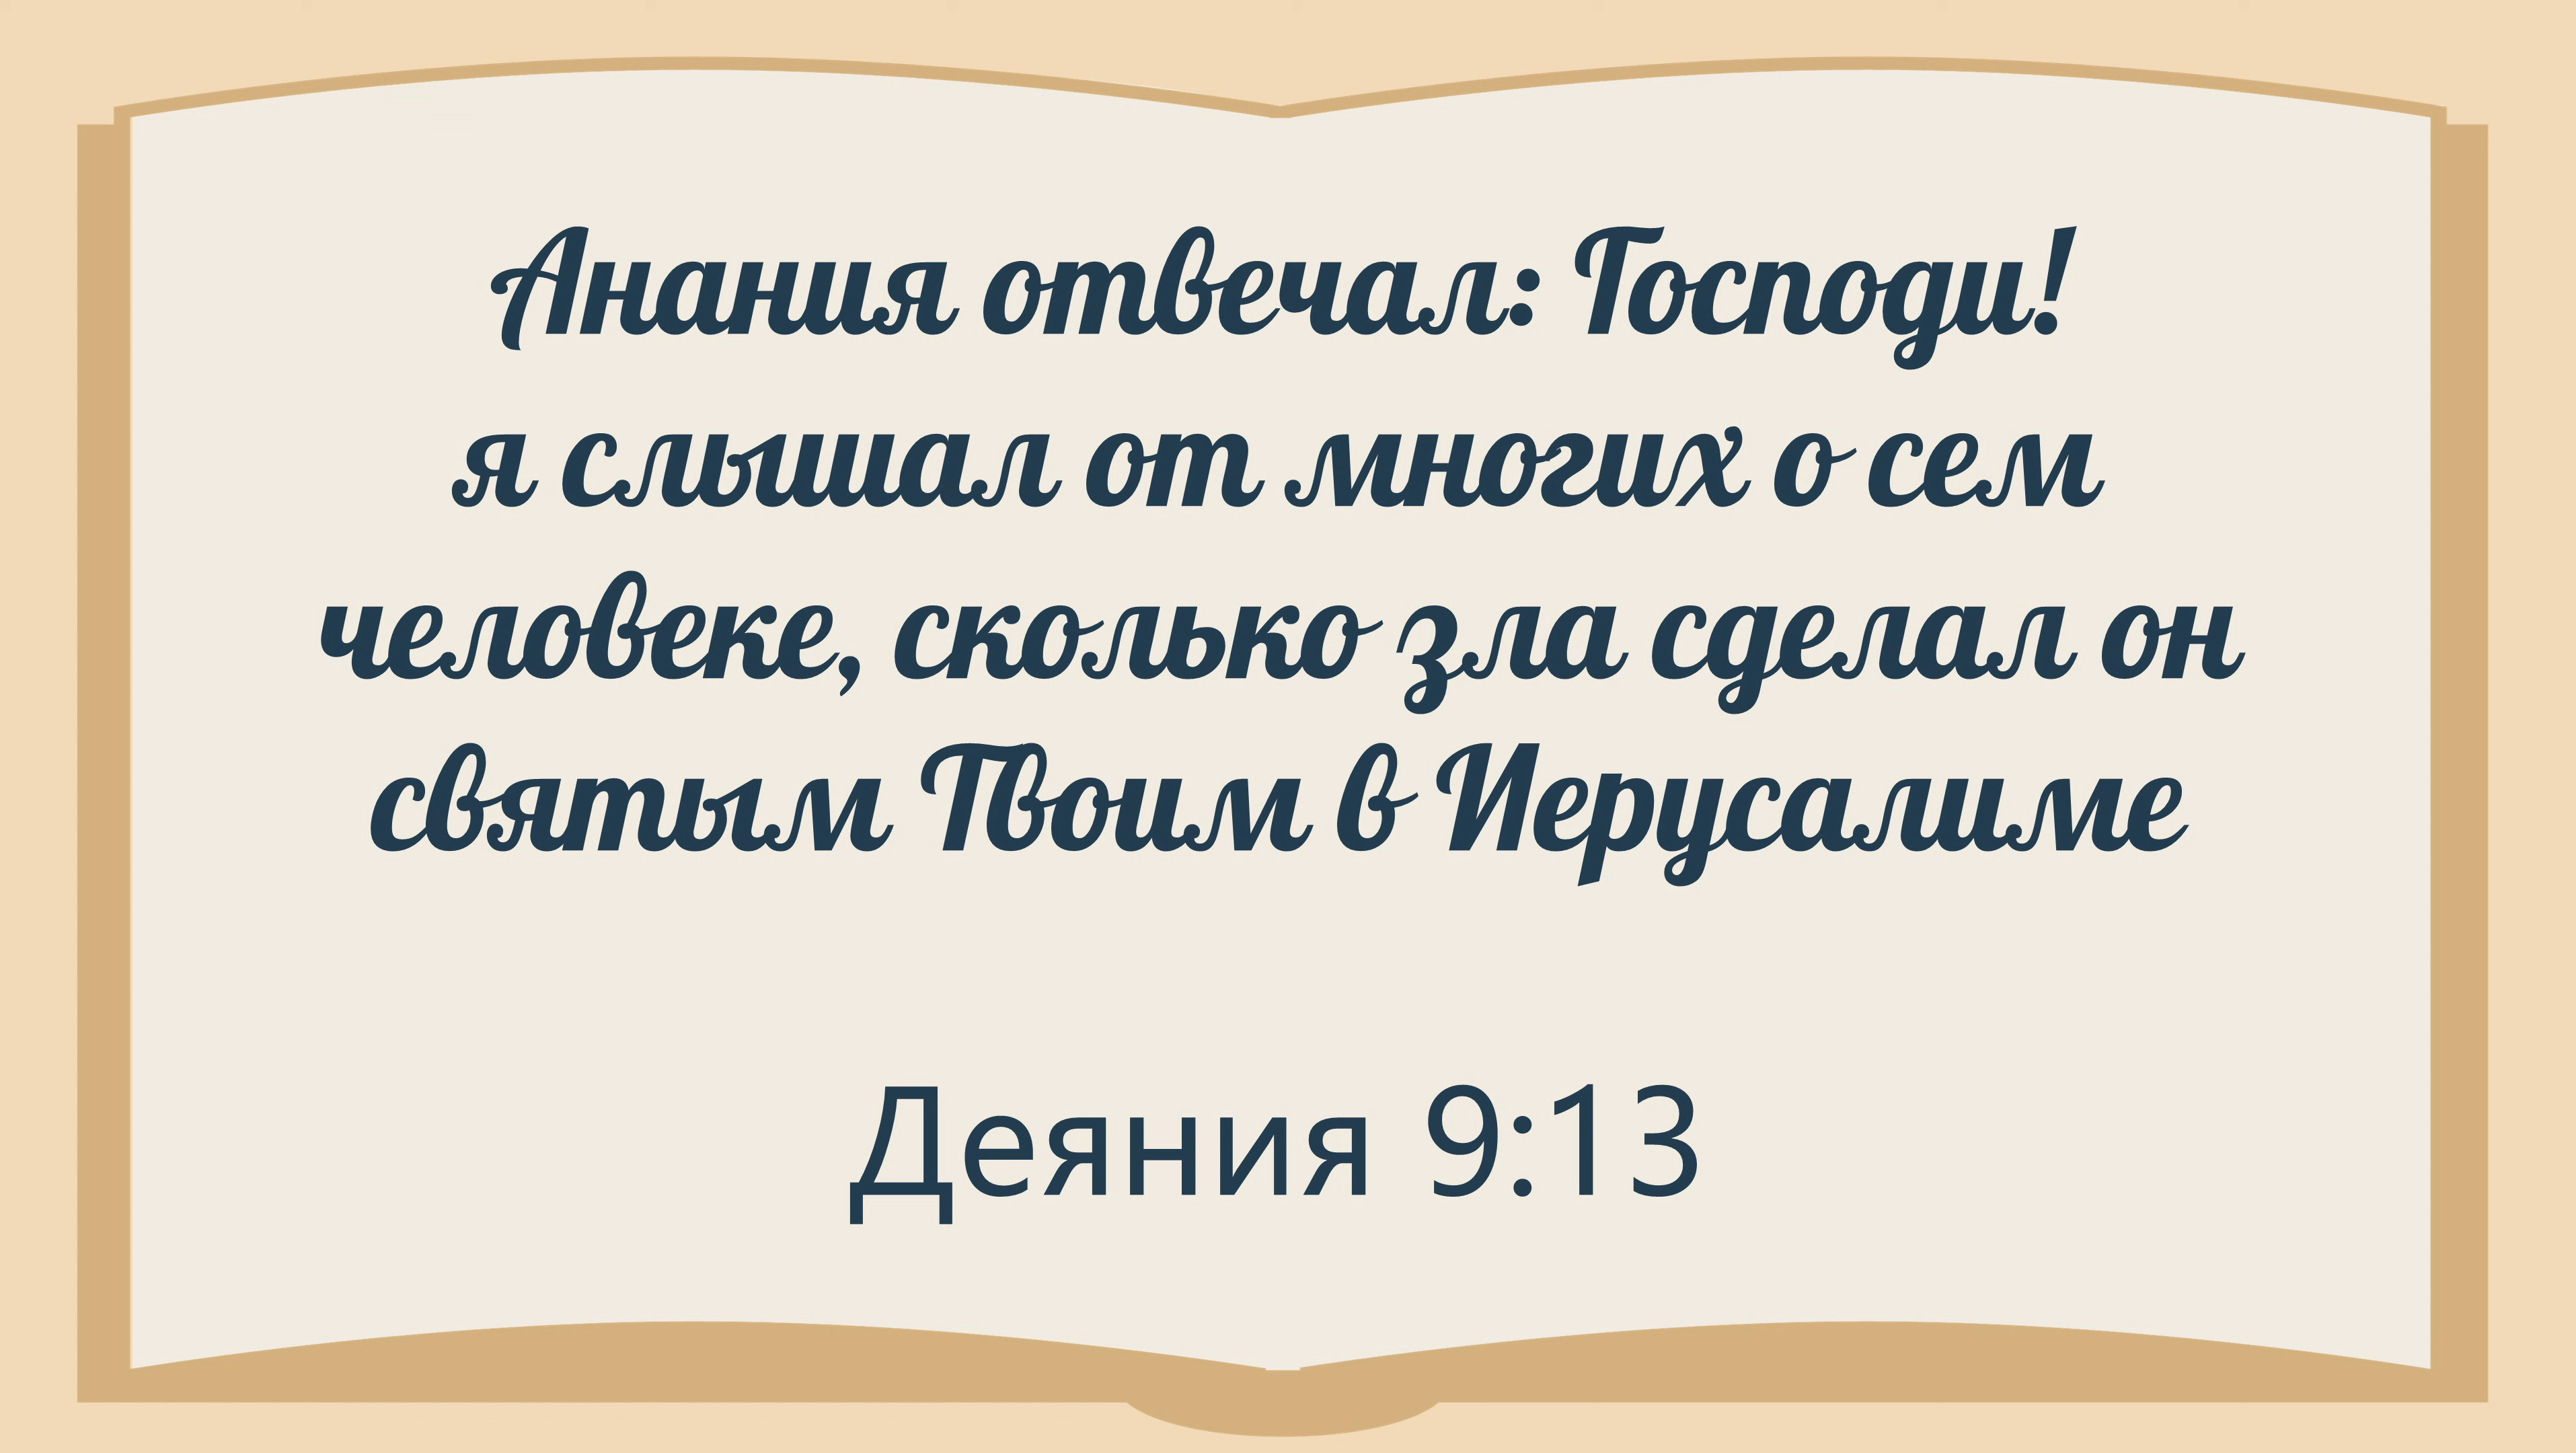 Анания отвечал: Господи!
я слышал от многих о сем
человеке, сколько зла сделал он
святым Твоим в Иерусалиме
Деяния 9:13